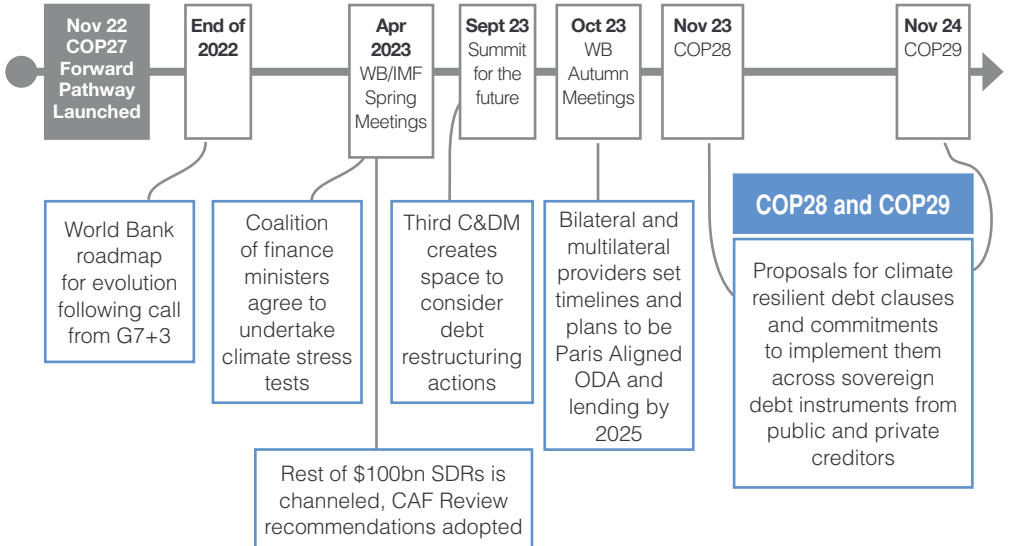 Nov 22
COP27
Forward
Pathway
Launched
End of
2022
Apr
2023
WB/IMF
Spring
Meetings
Sept 23
Summit
for the
future
Oct 23
WB
Autumn
Meetings
Nov 23
COP28
Nov 24
COP29
World Bank
roadmap
for evolution
following call
from G7+3
Coalition
of finance
ministers
agree to
undertake
climate stress
tests
Third C&DM
creates
space to
consider
debt
restructuring
actions
Bilateral and
multilateral
providers set
timelines and
plans to be
Paris Aligned
ODA and
lending by
2025
COP28 and COP29
Proposals for climate
resilient debt clauses
and commitments
to implement them
across sovereign
debt instruments from
public and private
creditors
Rest of $100bn SDRs is
channeled, CAF Review
recommendations adopted